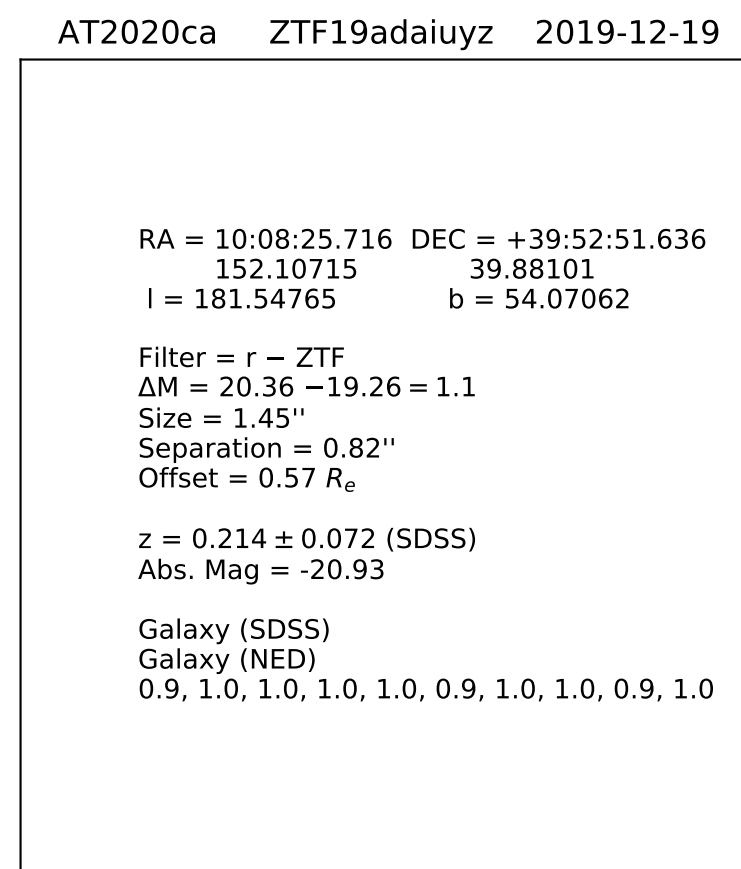 AT2020ca ZTF19adaiuyz 2019-12-19
RA = 10:08:25.716 DEC = +39:52:51.636
152.10715 39.88101
l = 181.54765 b = 54.07062
Filter = r − ZTF
ΔM = 20.36 −19.26 = 1.1
Size = 1.45''
Separation = 0.82''
Offset = 0.57 Rₑ
z = 0.214 ± 0.072 (SDSS)
Abs. Mag = -20.93
Galaxy (SDSS)
Galaxy (NED)
0.9, 1.0, 1.0, 1.0, 1.0, 0.9, 1.0, 1.0, 0.9, 1.0